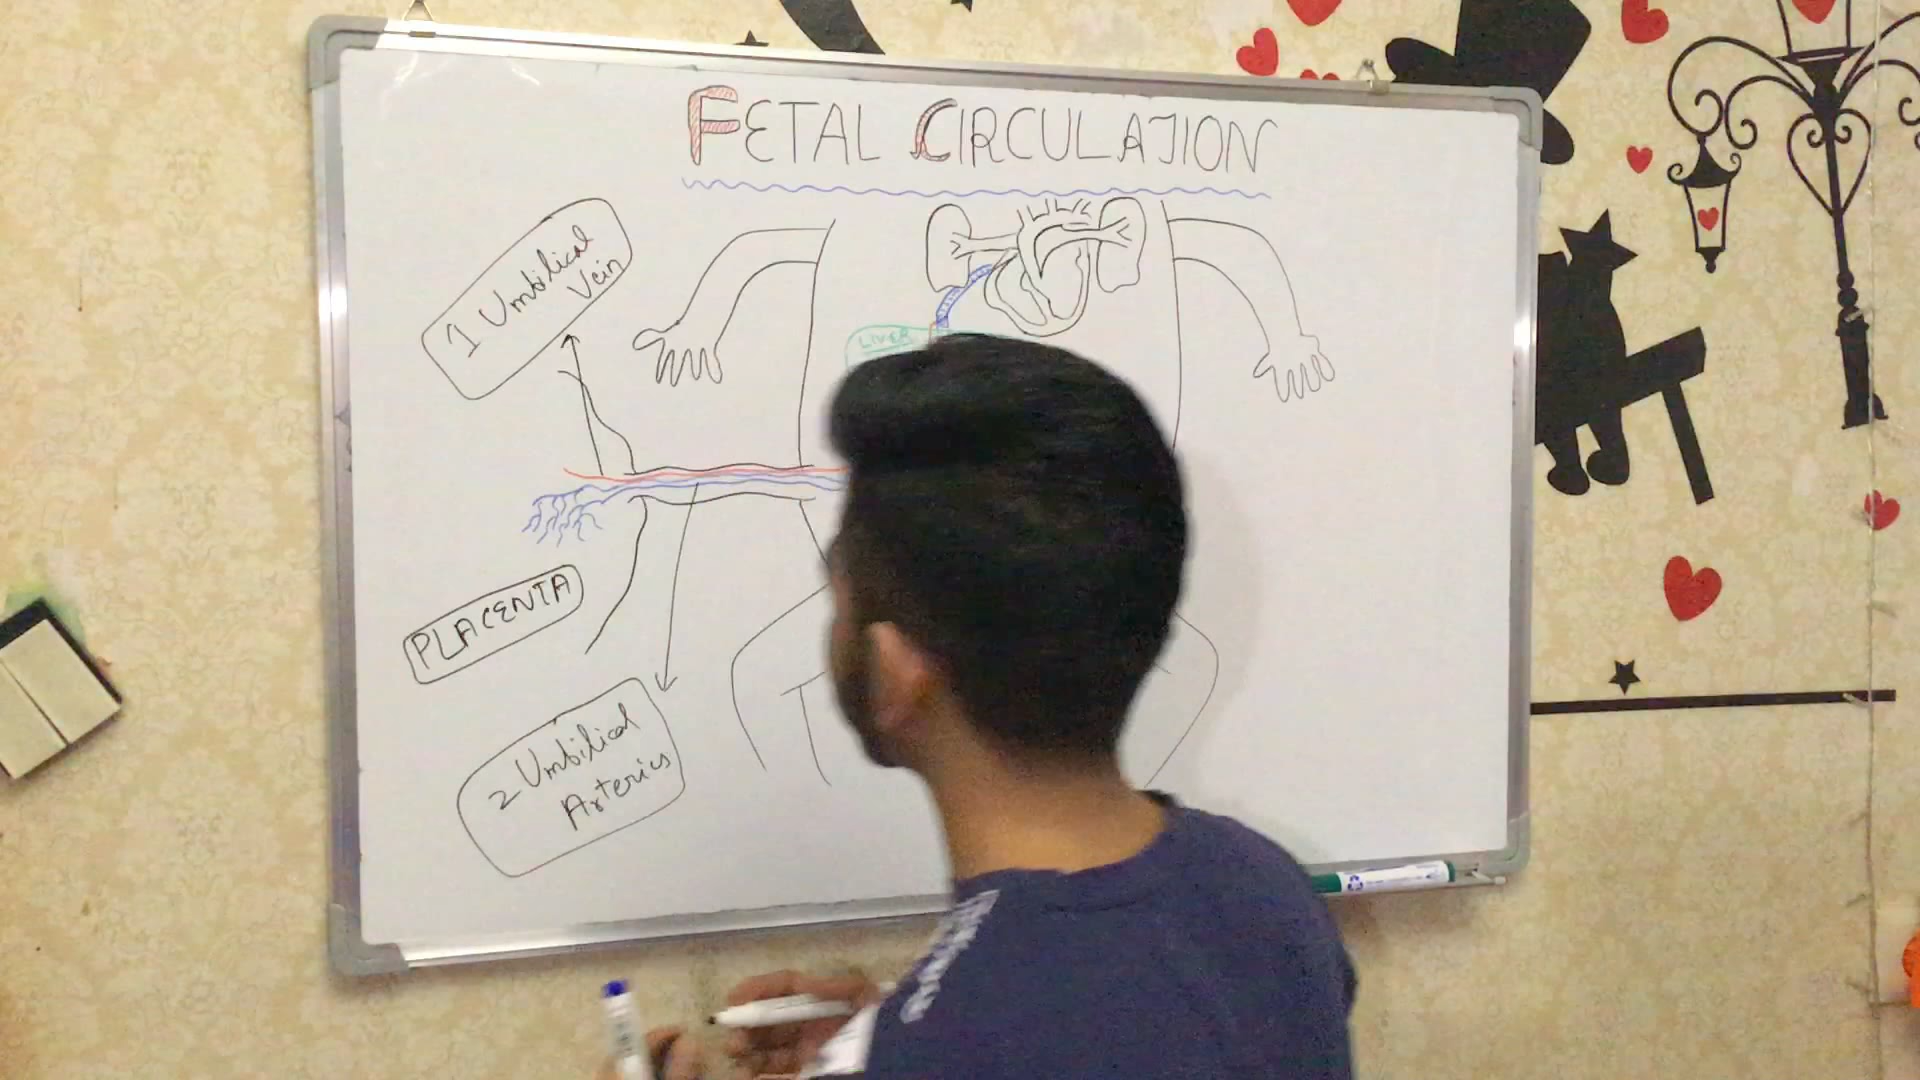 FETAL CIRCULATION
1 Umbilical
Vein
LIVER
PLACENTA
2 Umbilical
Arteries